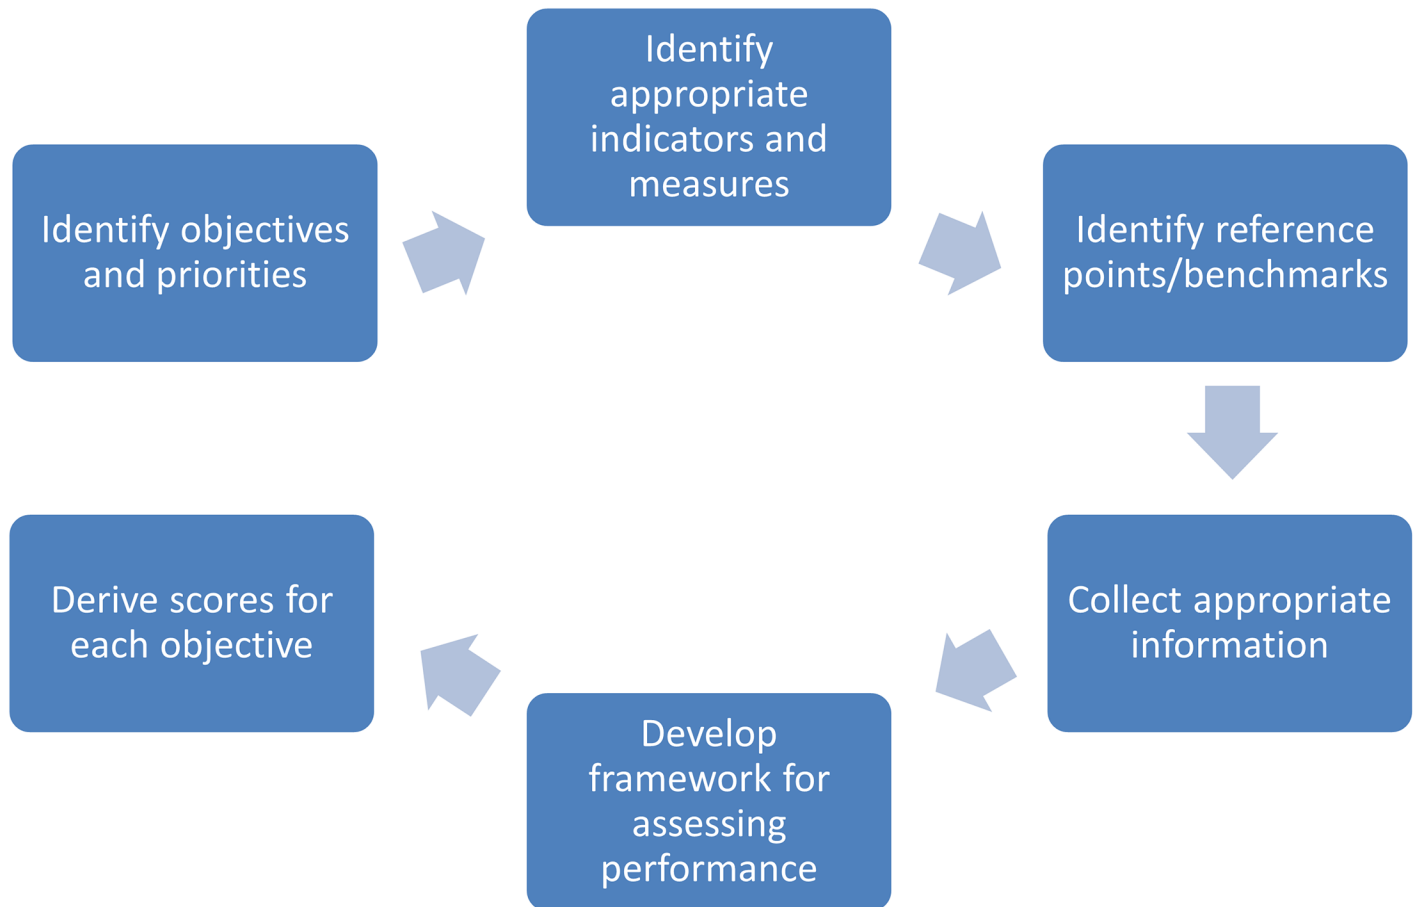 Identify objectives
and priorities
Identify
appropriate
indicators and
measures
Identify reference
points/benchmarks
Collect appropriate
information
Develop
framework for
assessing
performance
Derive scores for
each objective